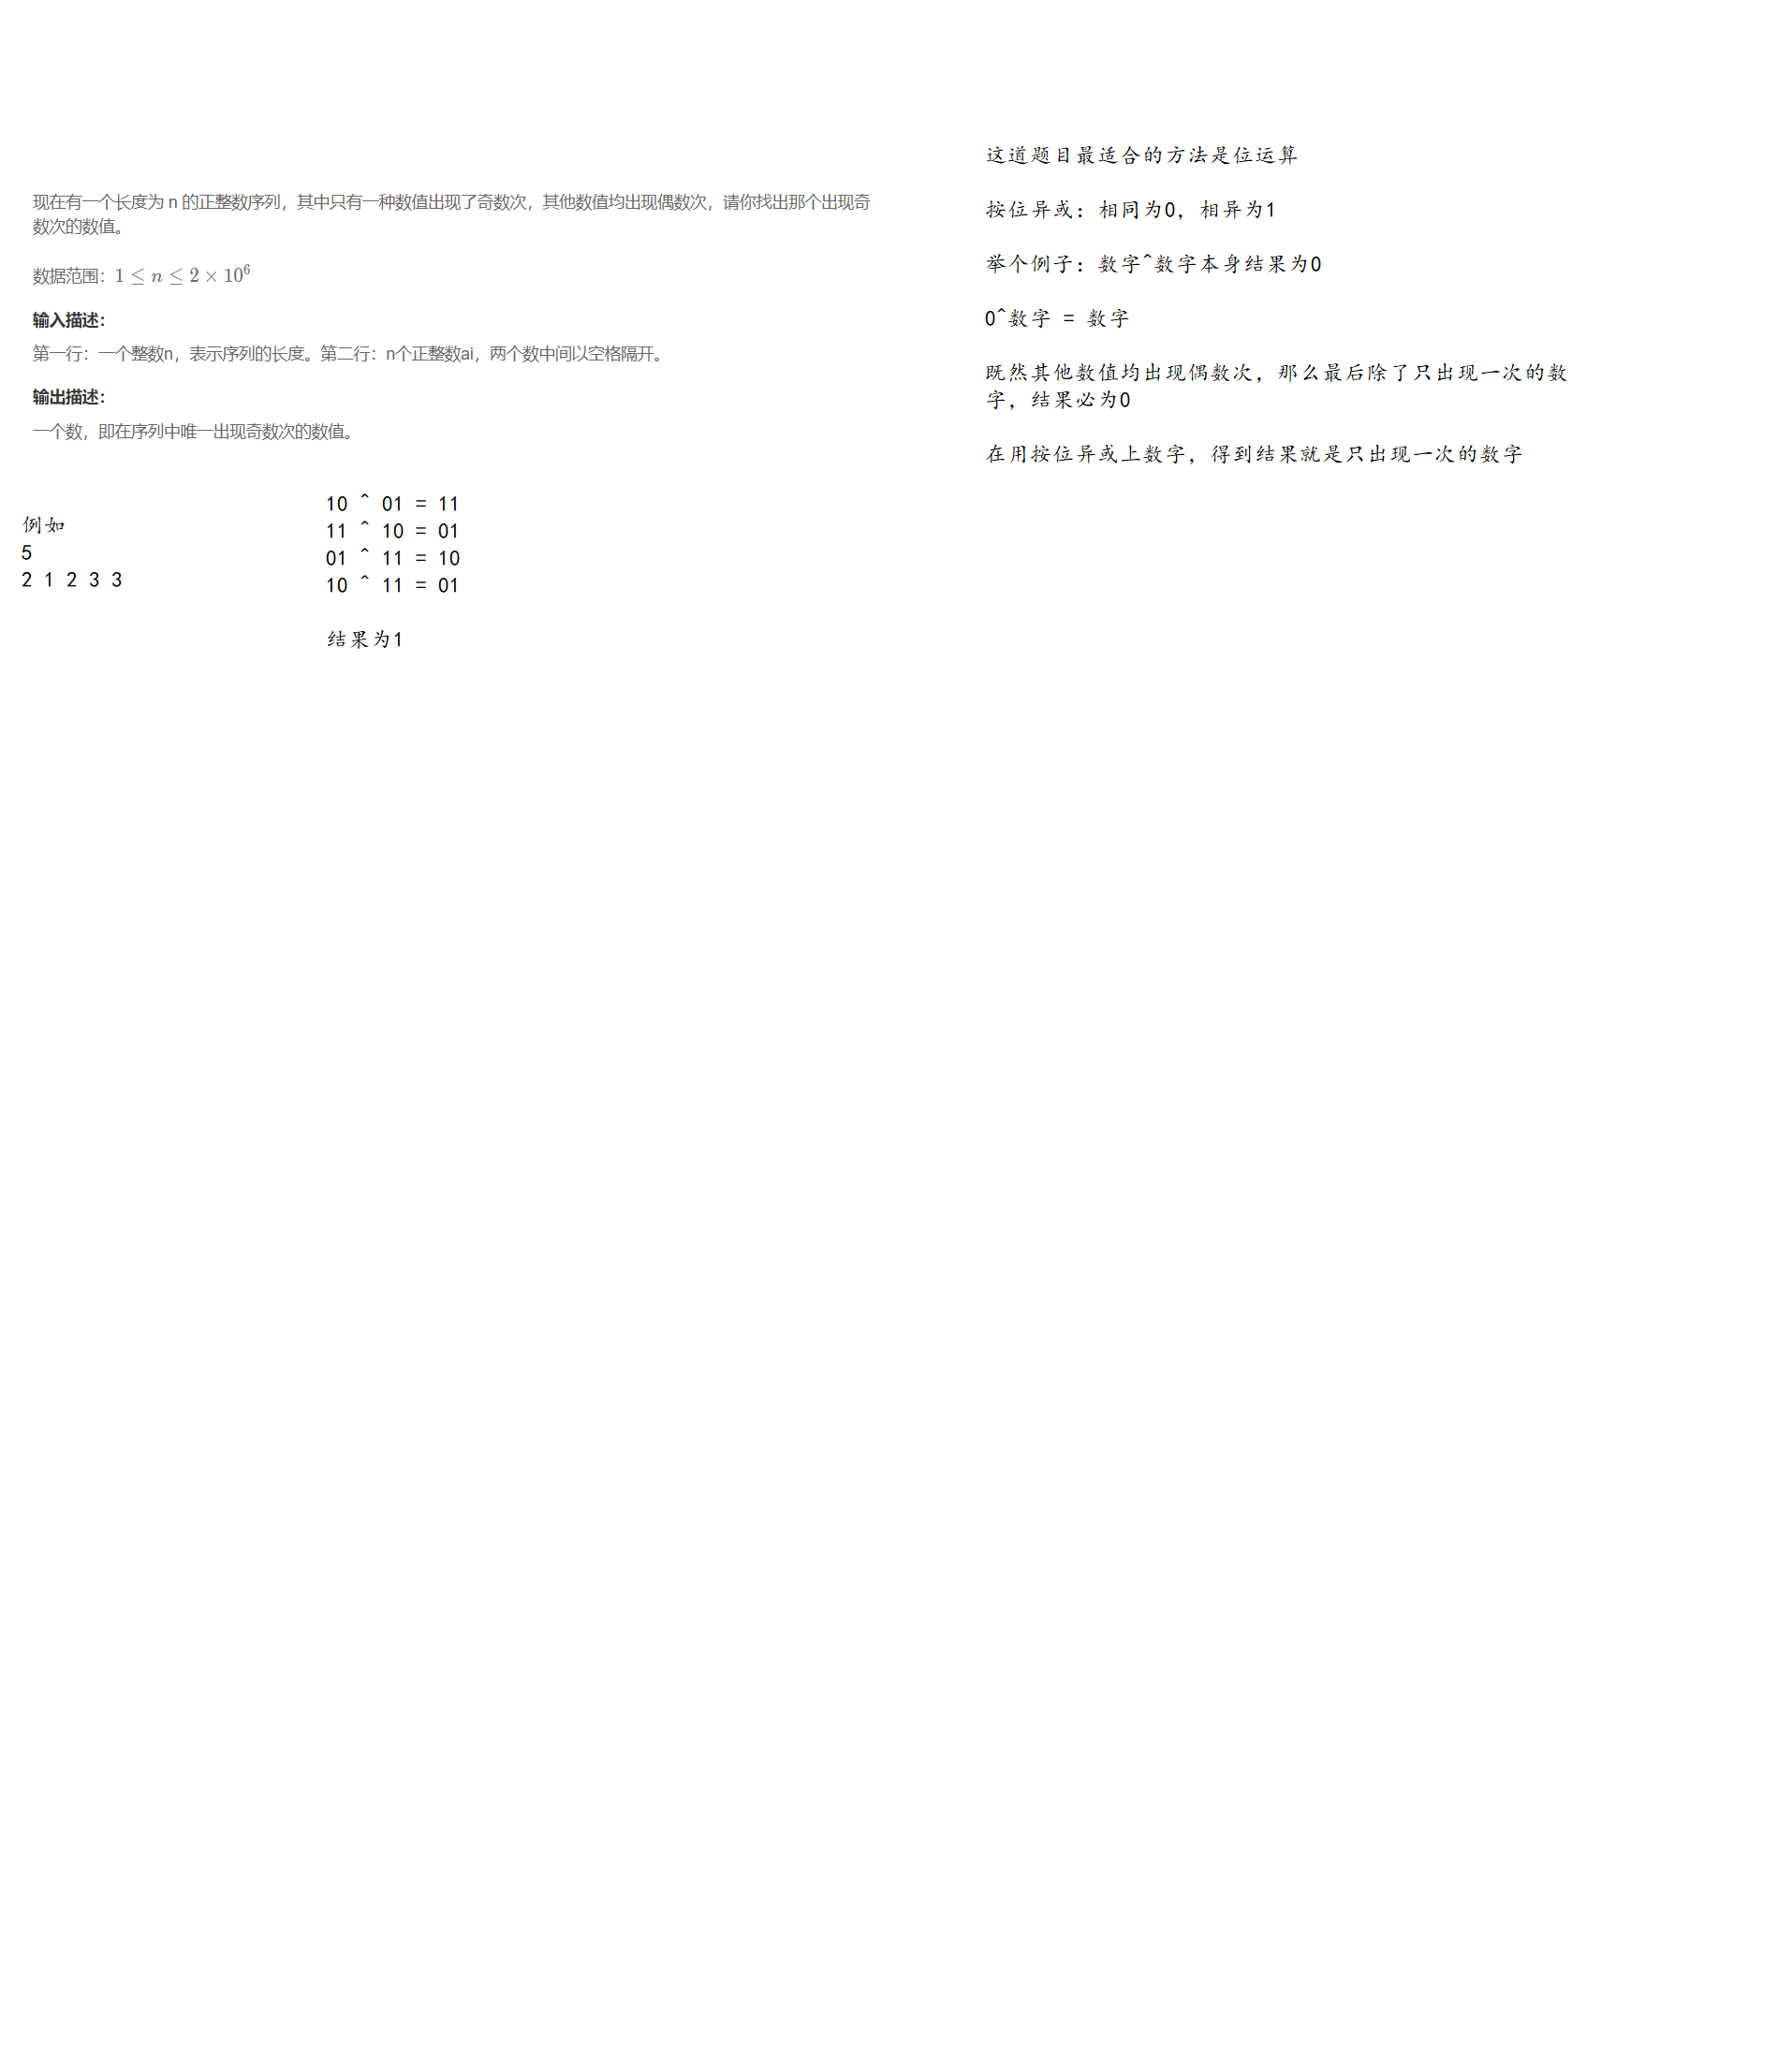 现在有一个长度为 n 的正整数序列，其中只有一种数值出现了奇数次，其他数值均出现偶数次，请你找出那个出现奇
数次的数值。
数据范围：1 ≤ n ≤ 2 × 10⁶
输入描述：
第一行：一个整数n，表示序列的长度。第二行：n个正整数ai，两个数中间以空格隔开。
输出描述：
一个数，即在序列中唯一出现奇数次的数值。
例如
5
2 1 2 3 3
10 ^ 01 = 11
11 ^ 10 = 01
01 ^ 11 = 10
10 ^ 11 = 01
结果为1
这道题目最适合的方法是位运算
按位异或：相同为0，相异为1
举个例子：数字^数字本身结果为0
0^数字 = 数字
既然其他数值均出现偶数次，那么最后除了只出现一次的数
字，结果必为0
在用按位异或上数字，得到结果就是只出现一次的数字